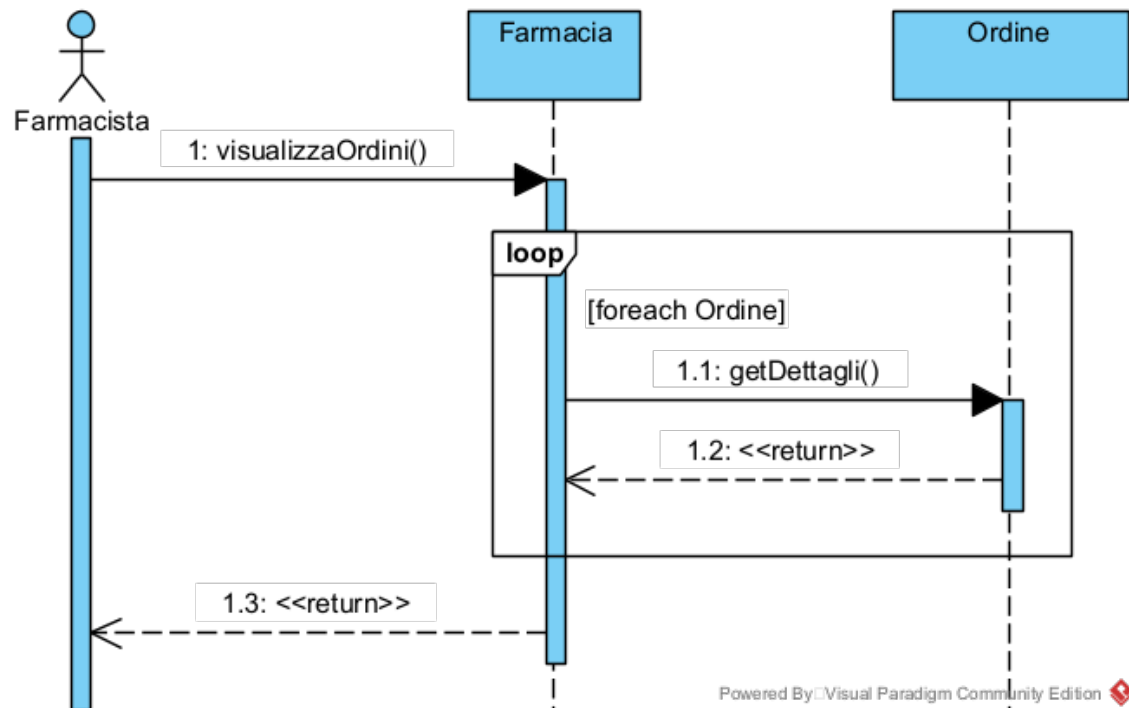 Farmacia
Ordine
Farmacista
1: visualizzaOrdini()
loop
[foreach Ordine]
1.1: getDettagli()
1.2: <<return>>
1.3: <<return>>
Powered By Visual Paradigm Community Edition